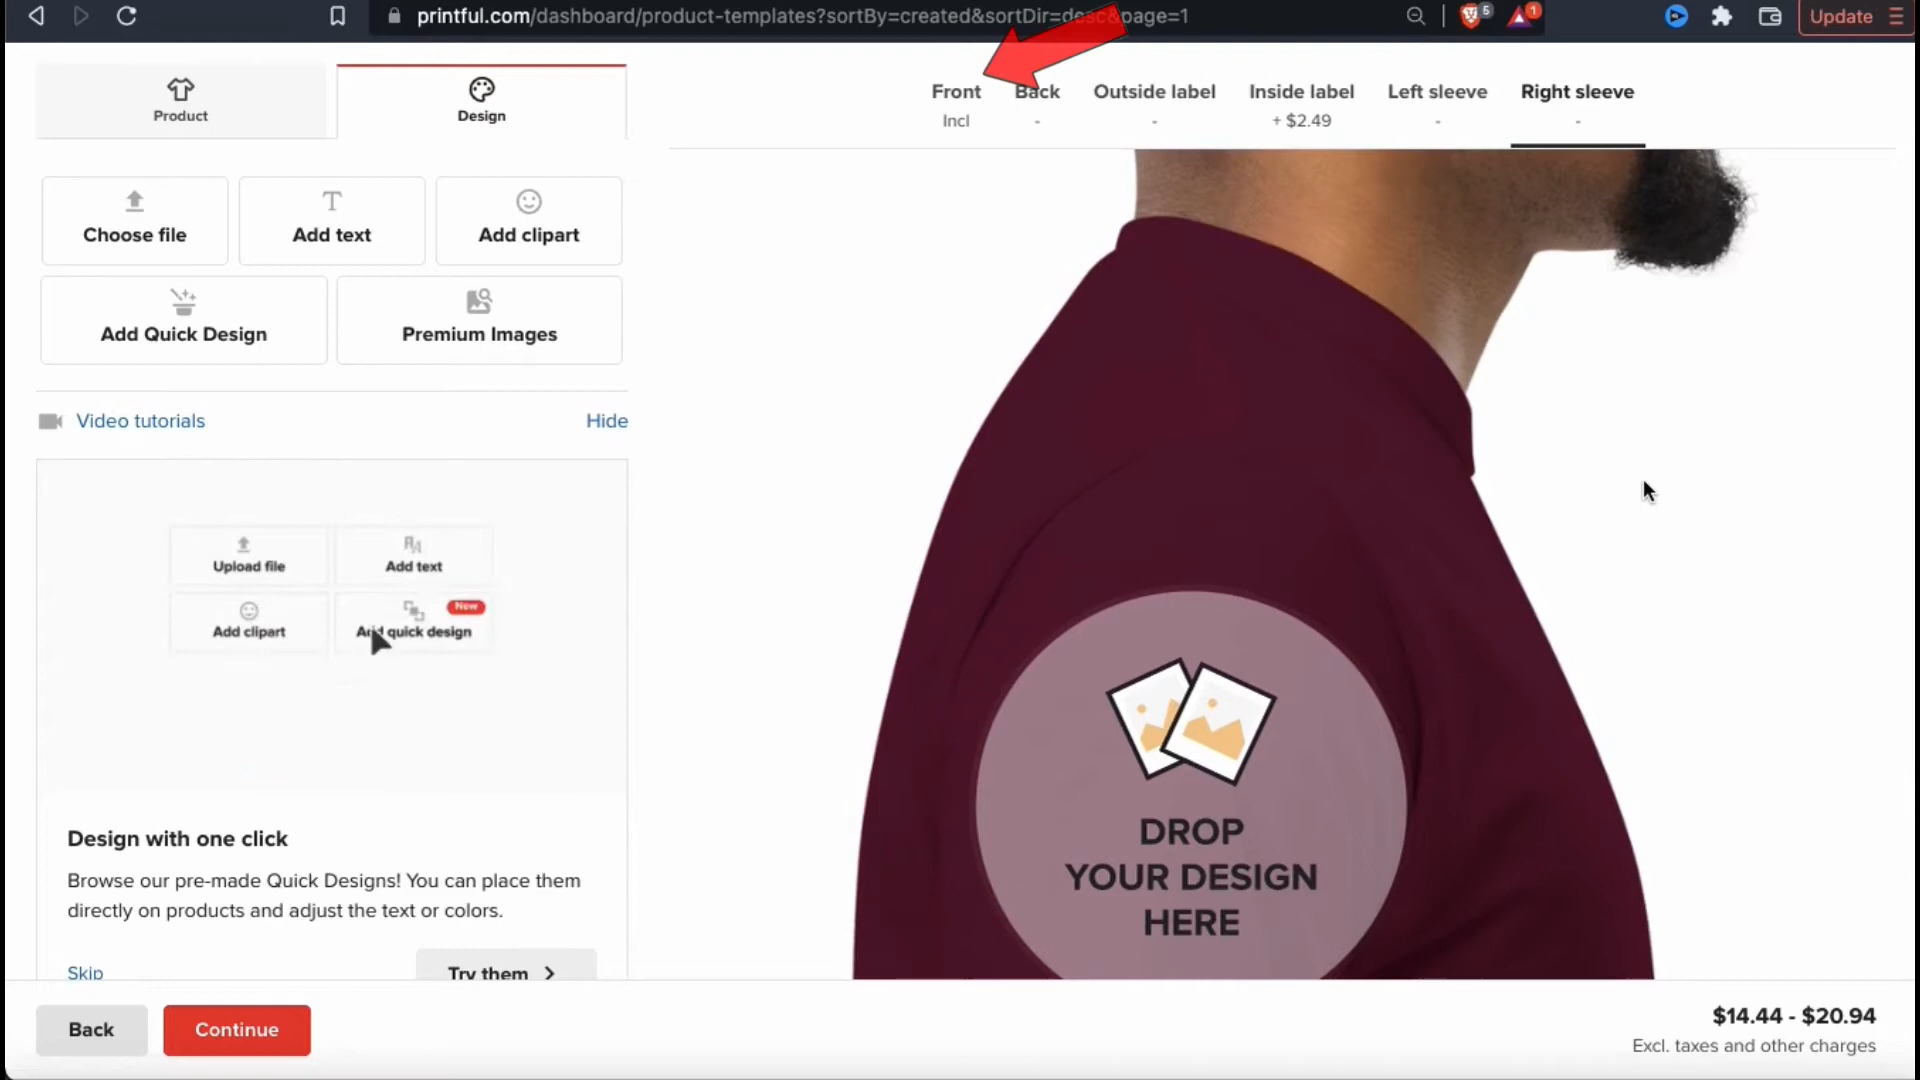 printful.com/dashboard/product-templates?sortBy=created&sortDir=desc&page=1
5
1
Update
Product
Design
Front
Back
Outside label
Inside label
Left sleeve
Right sleeve
Incl
-
-
+ $2.49
-
-
Choose file
Add text
Add clipart
Add Quick Design
Premium Images
Video tutorials
Hide
Upload file
Add text
New
Add clipart
Add quick design
DROP
YOUR DESIGN
HERE
Design with one click
Browse our pre-made Quick Designs! You can place them
directly on products and adjust the text or colors.
Skip
Try them
Back
Continue
$14.44 - $20.94
Excl. taxes and other charges